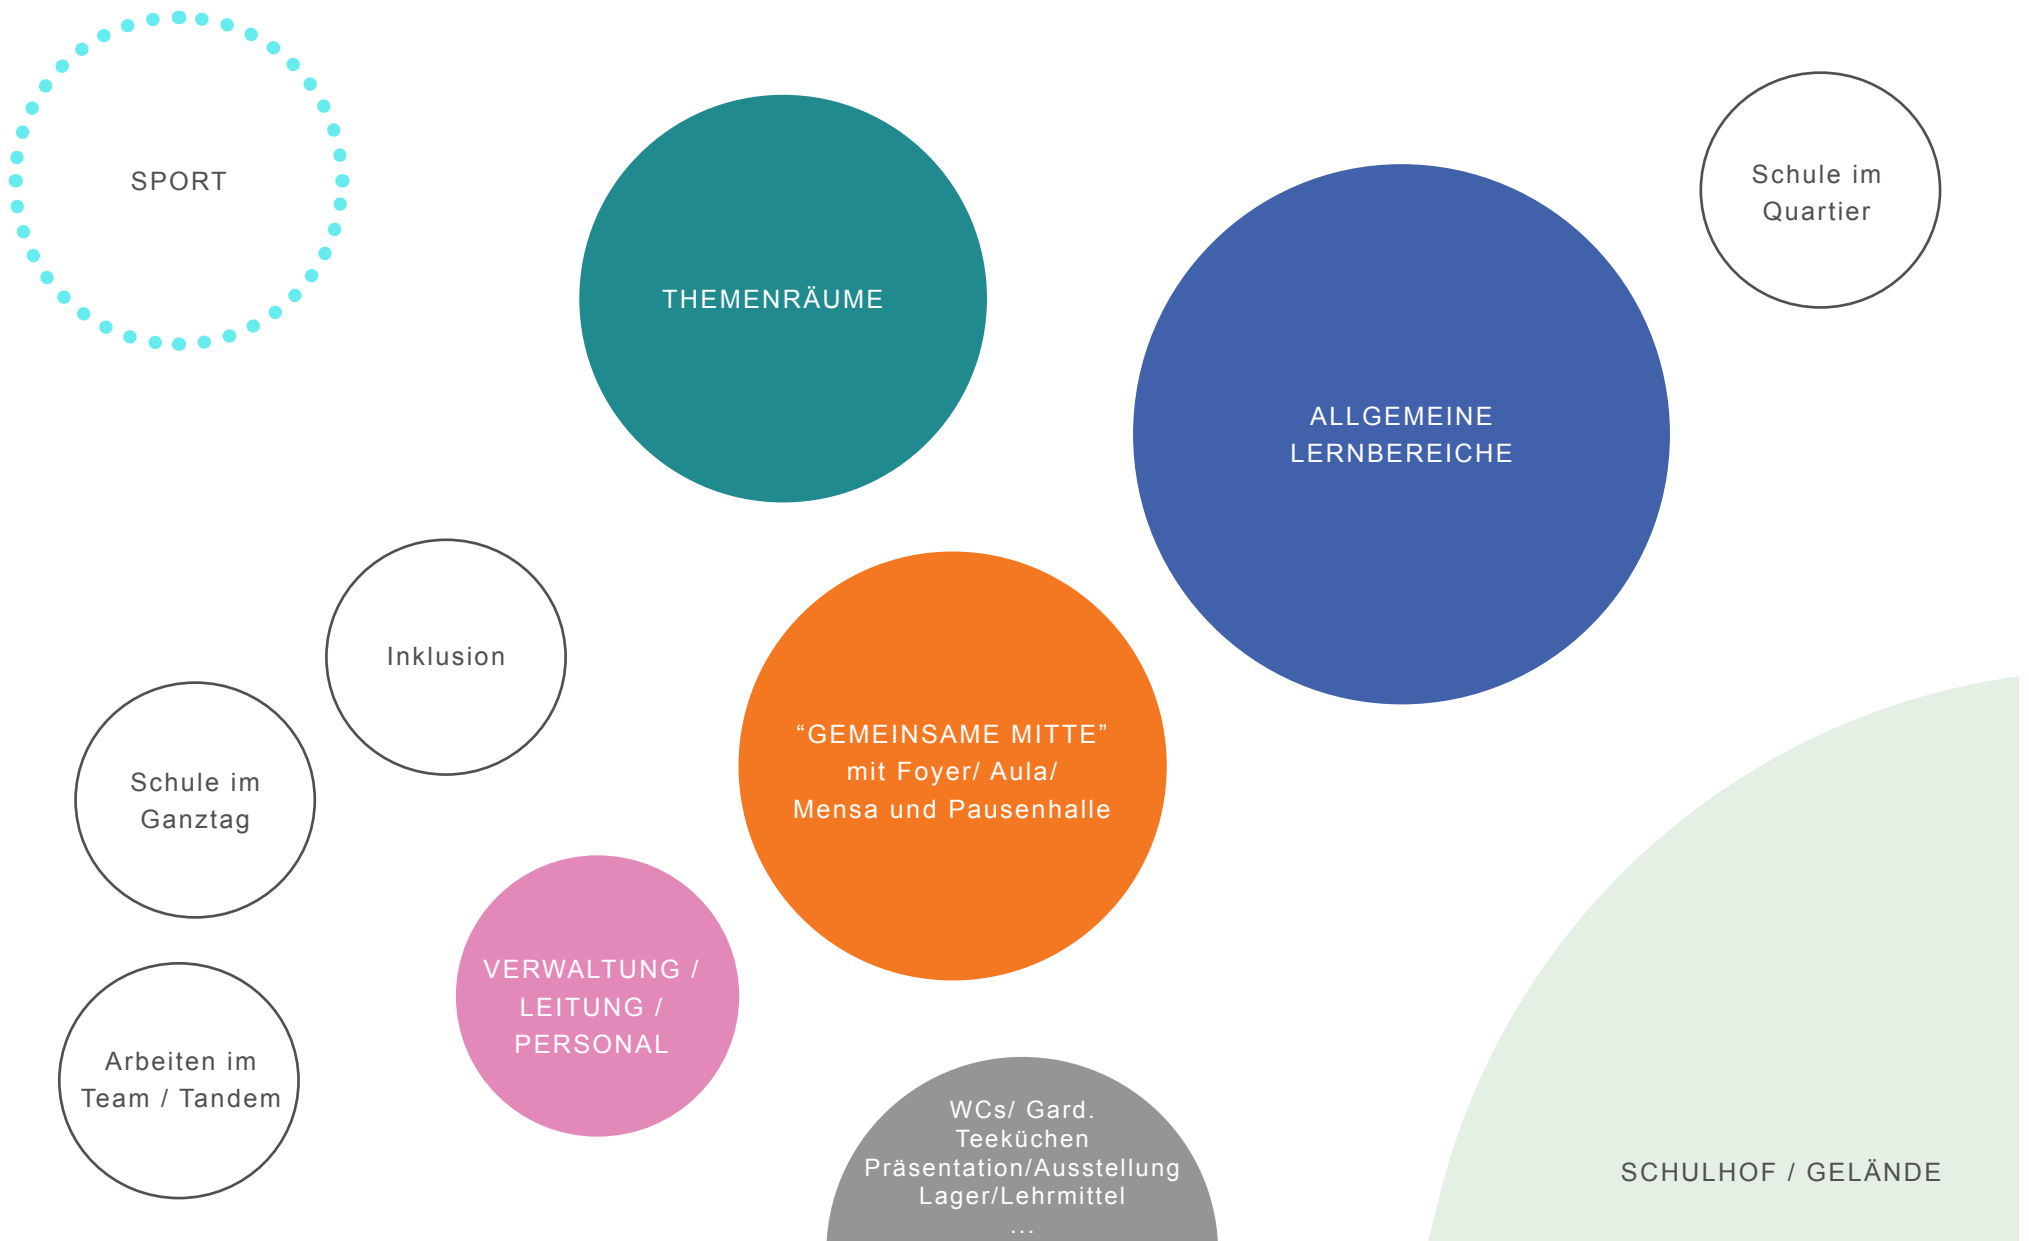 SPORT
THEMENRÄUME
Schule im
Quartier
ALLGEMEINE
LERNBEREICHE
Inklusion
“GEMEINSAME MITTE”
mit Foyer/ Aula/
Mensa und Pausenhalle
Schule im
Ganztag
VERWALTUNG /
LEITUNG /
PERSONAL
Arbeiten im
Team / Tandem
WCs/ Gard.
Teeküchen
Präsentation/Ausstellung
Lager/Lehrmittel
...
SCHULHOF / GELÄNDE